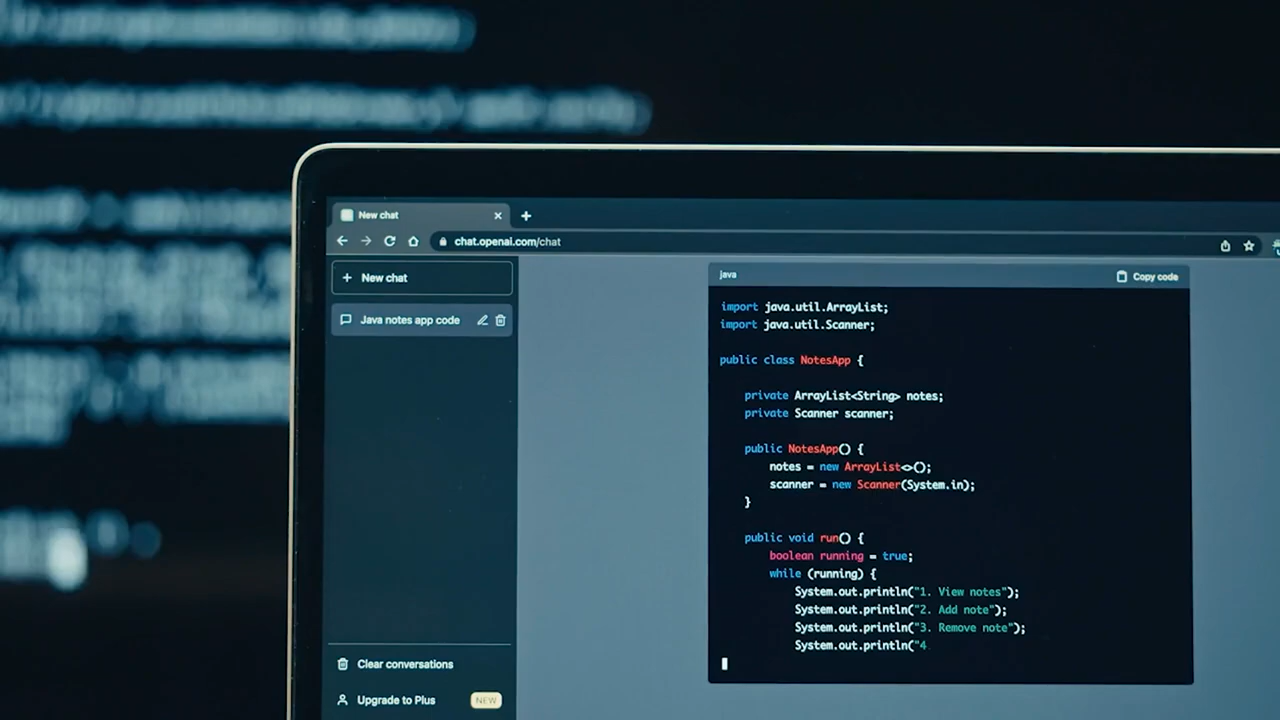 New chat
chat.openai.com/chat
New chat
Java notes app code
Clear conversations
Upgrade to Plus NEW
java Copy code
import java.util.ArrayList;
import java.util.Scanner;
public class NotesApp {
private ArrayList<String> notes;
private Scanner scanner;
public NotesApp() {
notes = new ArrayList<>();
scanner = new Scanner(System.in);
}
public void run() {
boolean running = true;
while (running) {
System.out.println("1. View notes");
System.out.println("2. Add note");
System.out.println("3. Remove note");
System.out.println("4